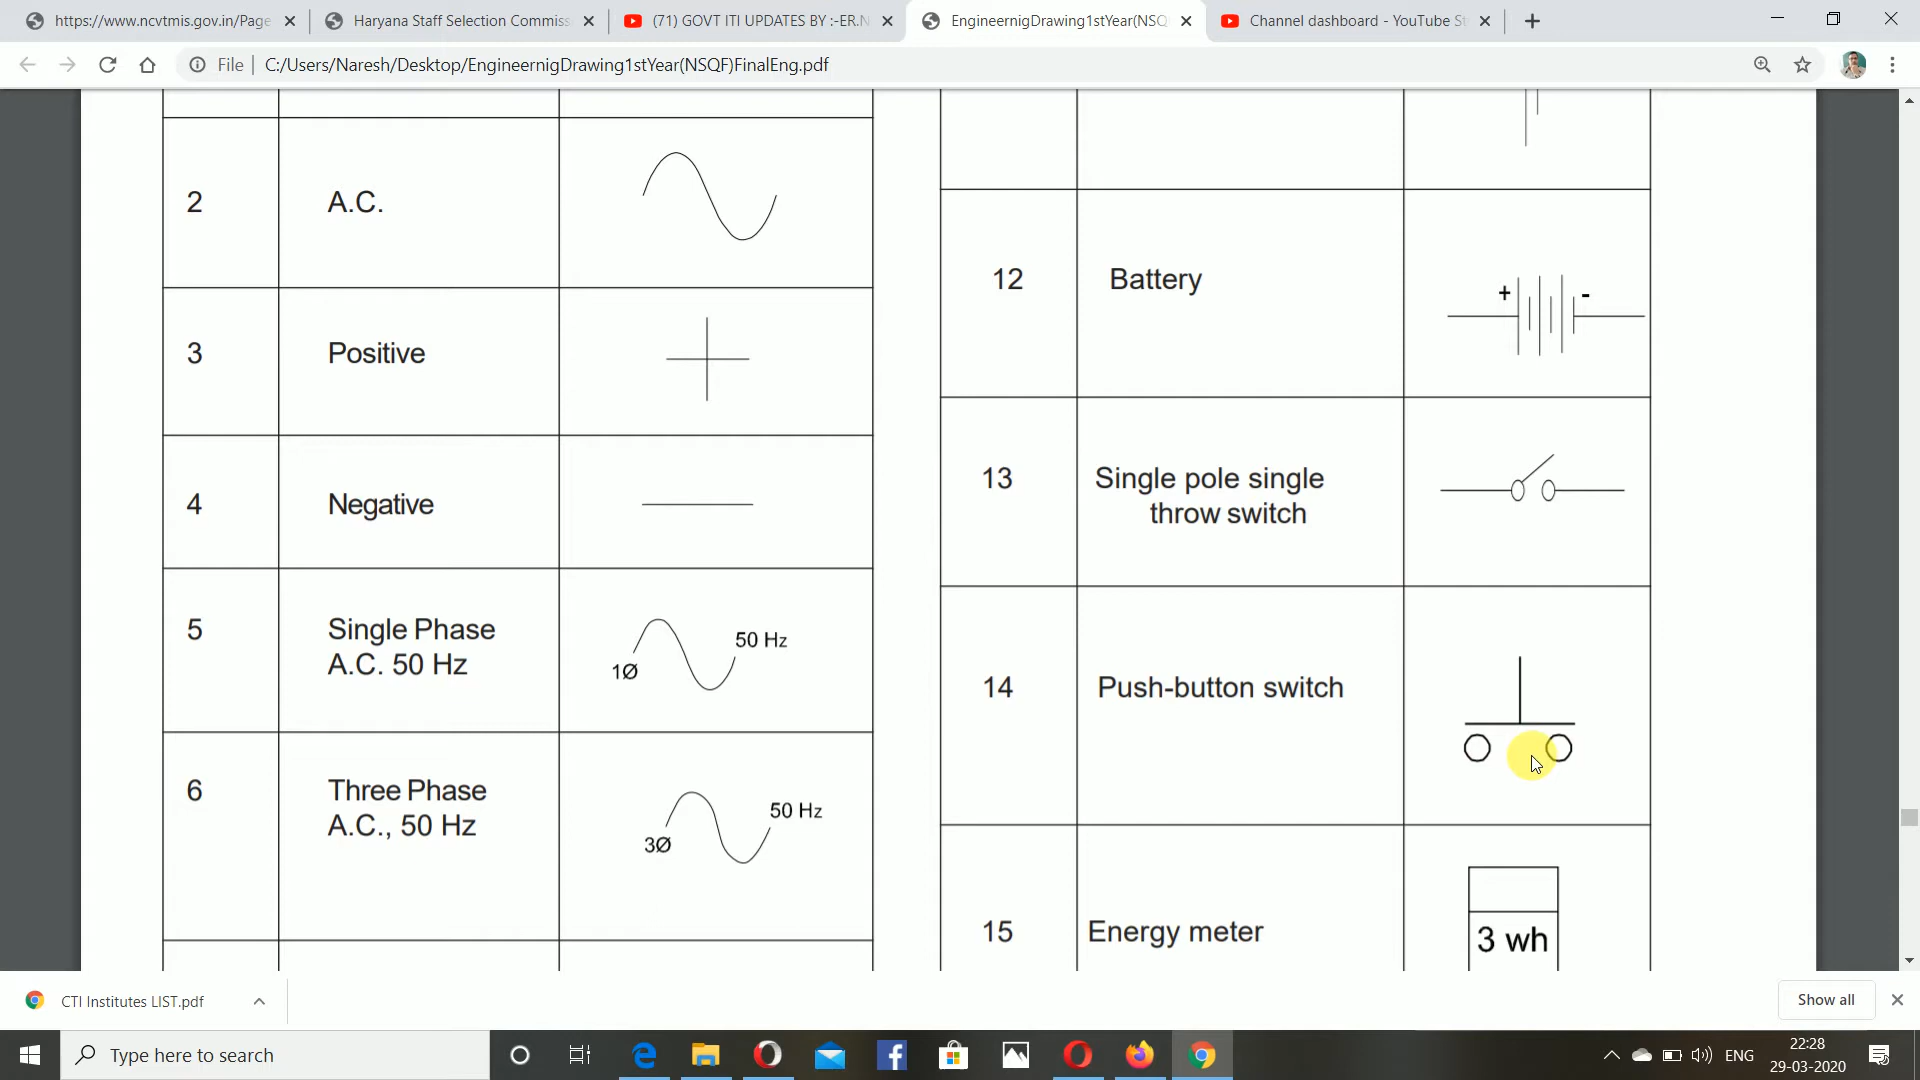 https://www.ncvtmis.gov.in/Page
Haryana Staff Selection Commiss
(71) GOVT ITI UPDATES BY :-ER.N
EngineernigDrawing1stYear(NSQ
Channel dashboard - YouTube St
File
C:/Users/Naresh/Desktop/EngineernigDrawing1stYear(NSQF)FinalEng.pdf
2 A.C.
3 Positive
4 Negative
5 Single Phase
A.C. 50 Hz
1Ø 50 Hz
6 Three Phase
A.C., 50 Hz
3Ø 50 Hz
12 Battery + -
13 Single pole single
throw switch
14 Push-button switch
15 Energy meter 3 wh
CTI Institutes LIST.pdf
Show all
Type here to search
ENG
22:28
29-03-2020